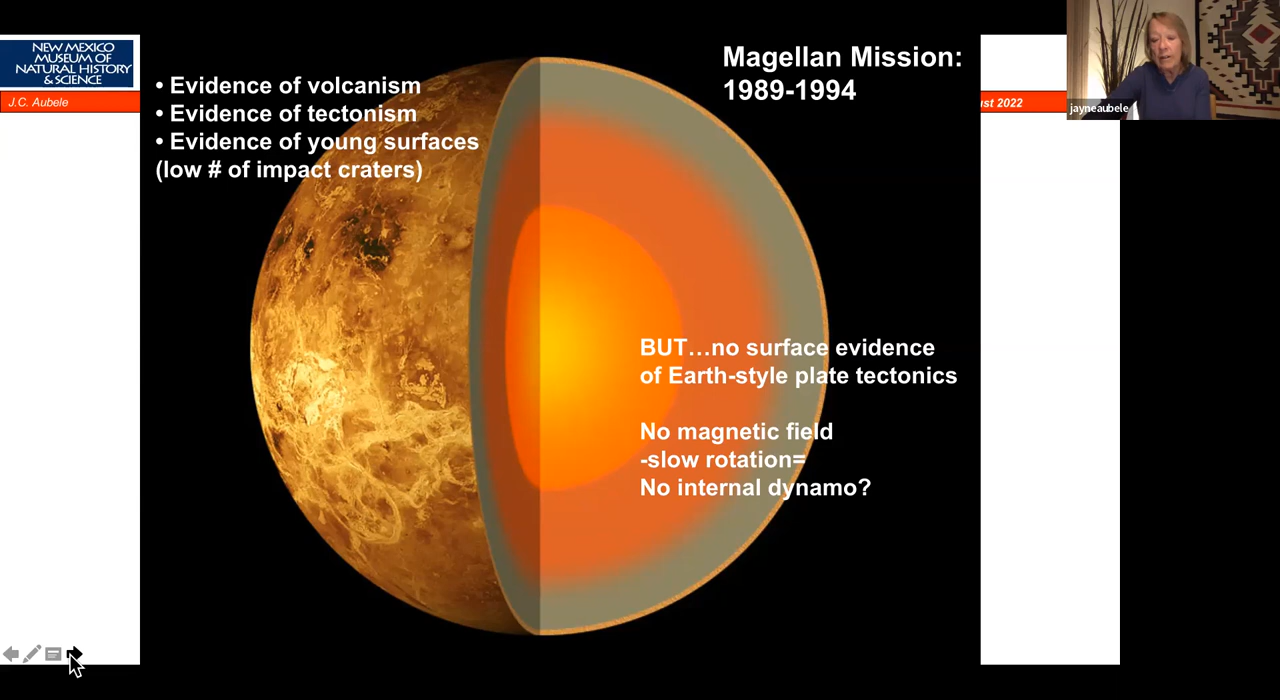 NEW MEXICO
MUSEUM OF
NATURAL HISTORY
& SCIENCE
J.C. Aubele
• Evidence of volcanism
• Evidence of tectonism
• Evidence of young surfaces
(low # of impact craters)
Magellan Mission:
1989-1994
ust 2022
jayneaubele
BUT…no surface evidence
of Earth-style plate tectonics
No magnetic field
-slow rotation=
No internal dynamo?